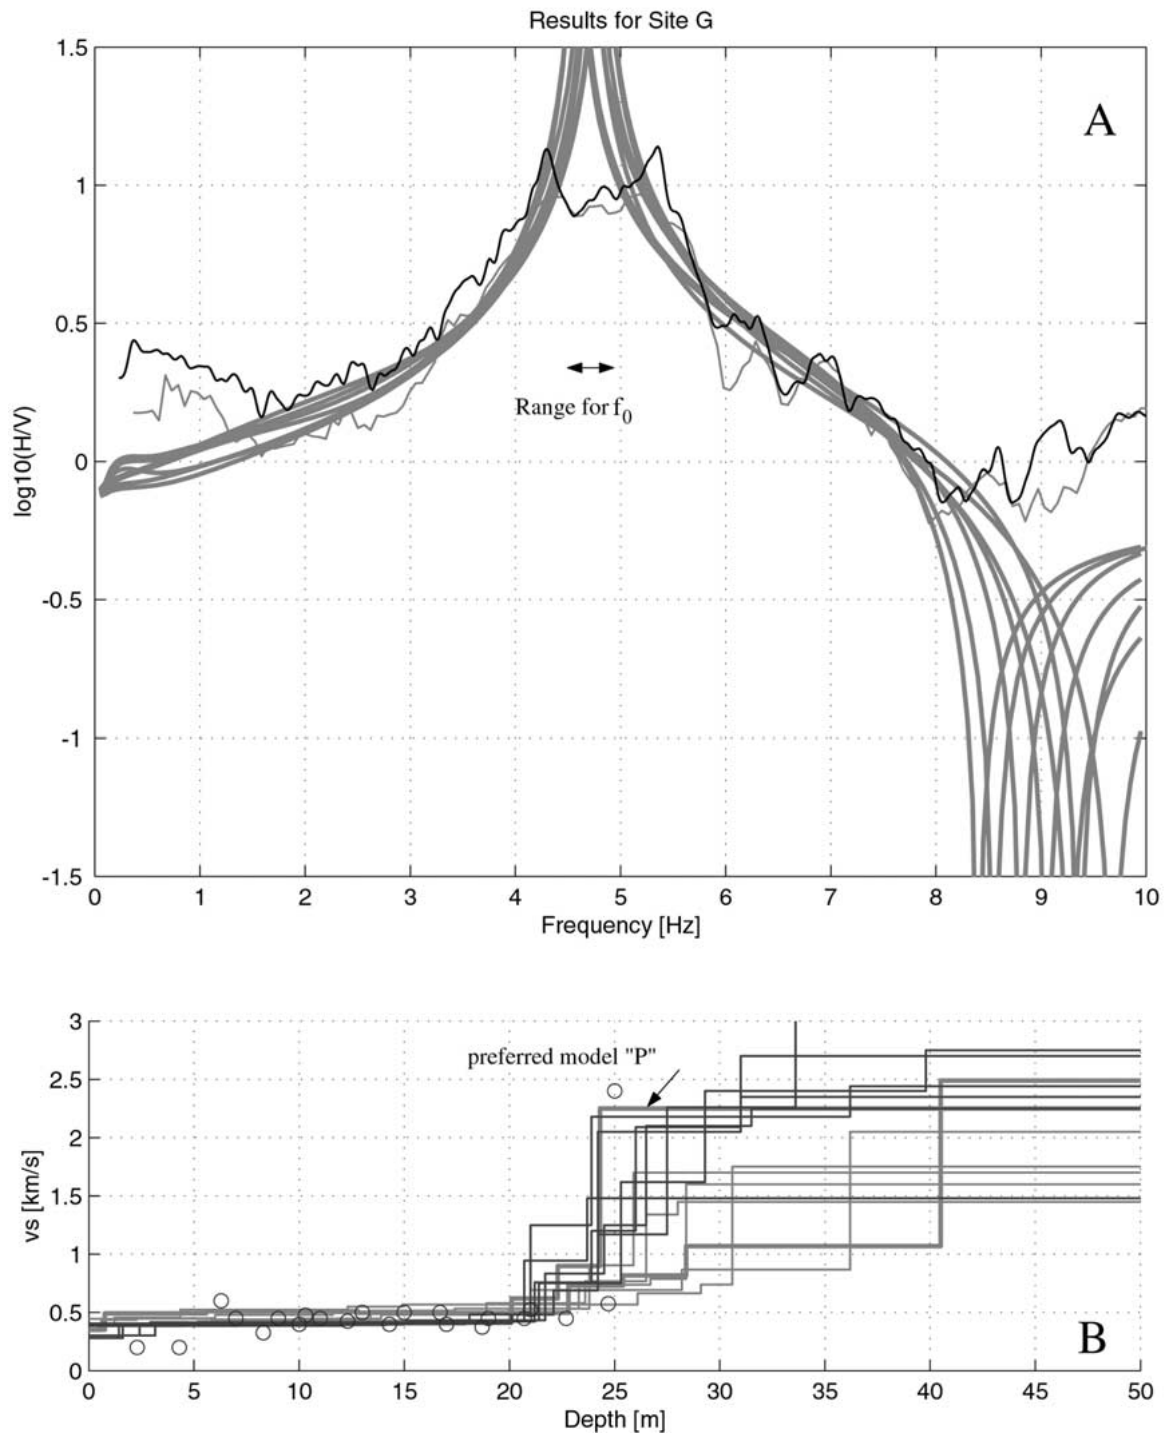 Results for Site G
1.5
A
1
0.5
Range for f0
0
log10(H/V)
-0.5
-1
-1.5
0 1 2 3 4 5 6 7 8 9 10
Frequency [Hz]
3
preferred model "P"
2.5
2
vs [km/s]
1.5
1
0.5
B
0
0 5 10 15 20 25 30 35 40 45 50
Depth [m]